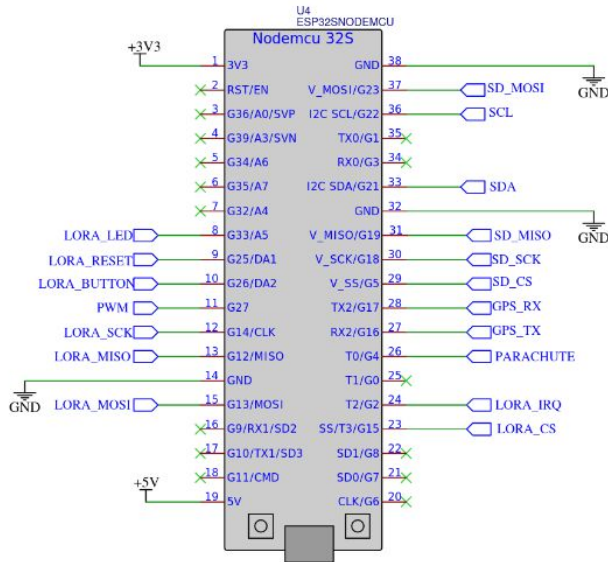 U4
ESP32SNODEMCU
Nodemcu 32S
+3V3 1 3V3 GND 38 GND
2 RST/EN V_MOSI/G23 37 SD_MOSI
3 G36/A0/SVP I2C SCL/G22 36 SCL
4 G39/A3/SVN TX0/G1 35
5 G34/A6 RX0/G3 34
6 G35/A7 I2C SDA/G21 33 SDA
7 G32/A4 GND 32 GND
LORA_LED 8 G33/A5 V_MISO/G19 31 SD_MISO
LORA_RESET 9 G25/DA1 V_SCK/G18 30 SD_SCK
LORA_BUTTON 10 G26/DA2 V_SS/G5 29 SD_CS
PWM 11 G27 TX2/G17 28 GPS_RX
LORA_SCK 12 G14/CLK RX2/G16 27 GPS_TX
LORA_MISO 13 G12/MISO T0/G4 26 PARACHUTE
GND 14 GND T1/G0 25
LORA_MOSI 15 G13/MOSI T2/G2 24 LORA_IRQ
16 G9/RX1/SD2 SS/T3/G15 23 LORA_CS
17 G10/TX1/SD3 SD1/G8 22
18 G11/CMD SD0/G7 21
+5V 19 5V CLK/G6 20